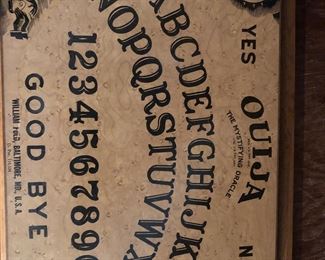 YES
OUIJA
N
THE MYSTIFYING ORACLE
ABCDEFGHIJK
NOPQRSTUVWX
1234567890
GOOD BYE
WILLIAM FULD, BALTIMORE, MD., U.S.A.